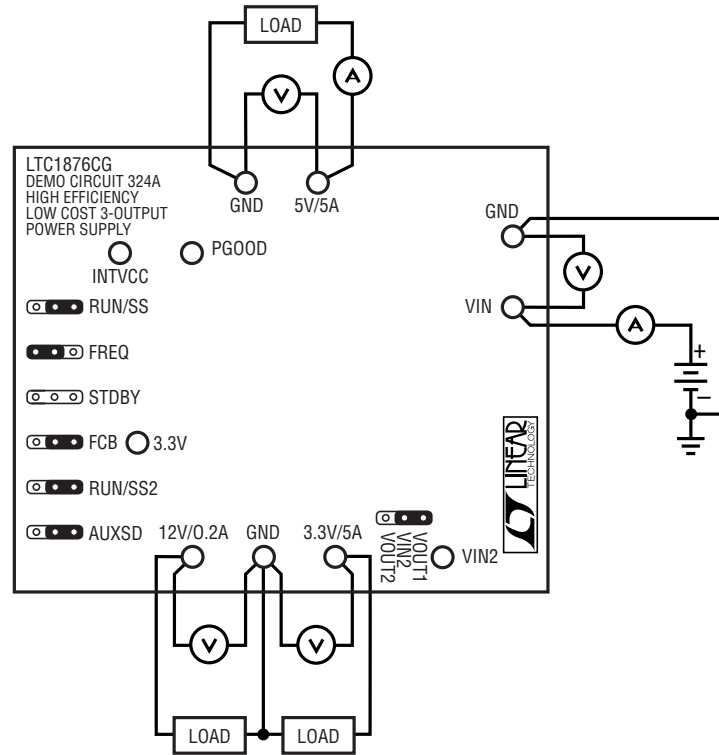 LOAD
A
V
LTC1876CG
DEMO CIRCUIT 324A
HIGH EFFICIENCY
LOW COST 3-OUTPUT
POWER SUPPLY
GND
5V/5A
GND
PGOOD
INTVCC
V
RUN/SS
VIN
A
FREQ
+
STDBY
–
FCB
3.3V
LINEAR
TECHNOLOGY
RUN/SS2
AUXSD
12V/0.2A
GND
3.3V/5A
VOUT1
VIN2
VOUT2
VIN2
V
V
LOAD
LOAD